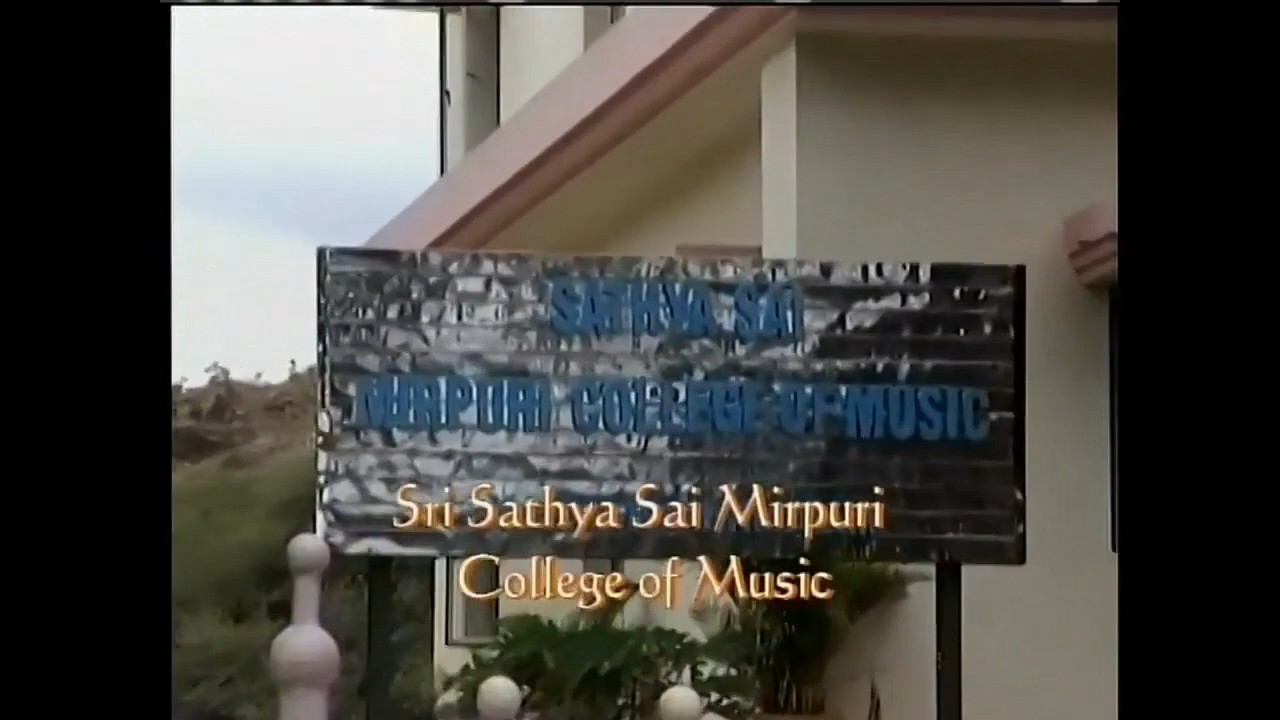 SATHYA SAI
MIRPURI COLLEGE OF MUSIC
Sri Sathya Sai Mirpuri
College of Music